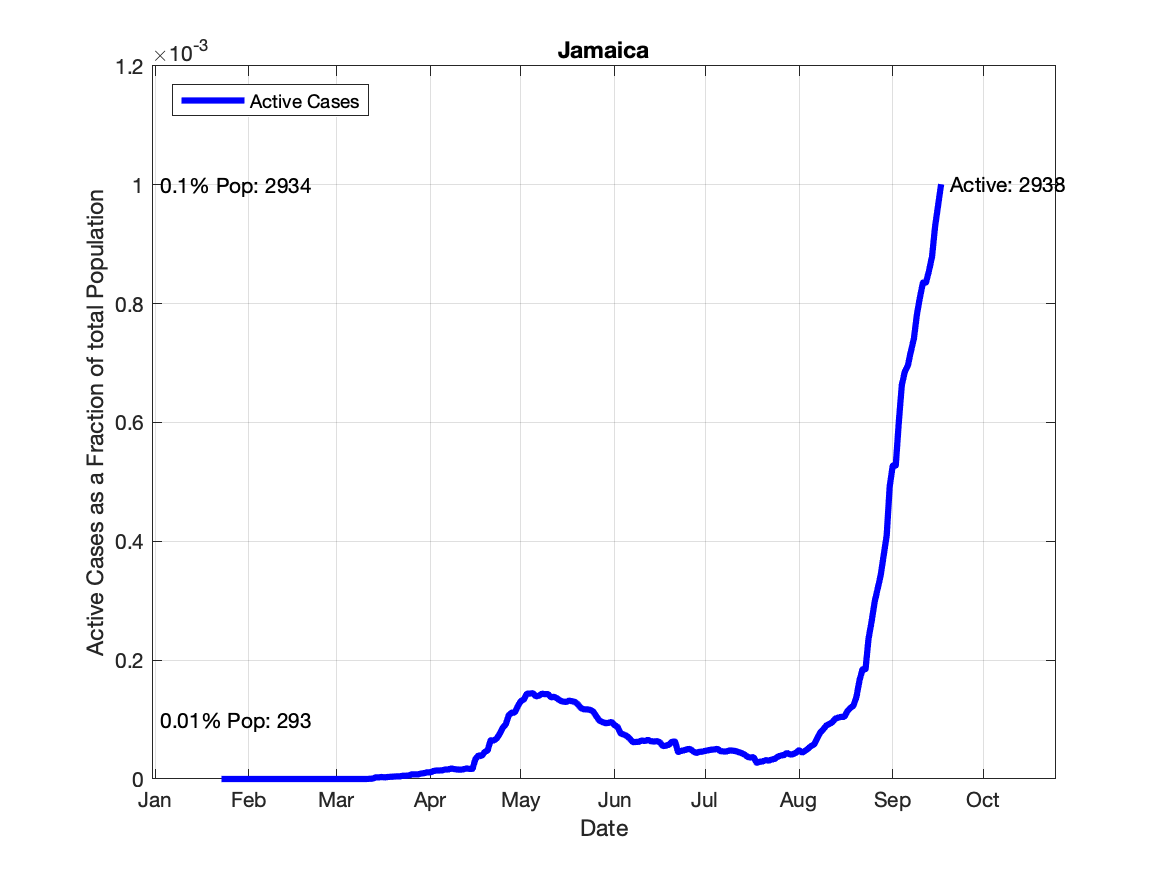 Jamaica
×10-3
1.2
1
0.8
0.6
0.4
0.2
0
Active Cases as a Fraction of total Population
Active Cases
0.1% Pop: 2934
Active: 2938
0.01% Pop: 293
Jan Feb Mar Apr May Jun Jul Aug Sep Oct
Date